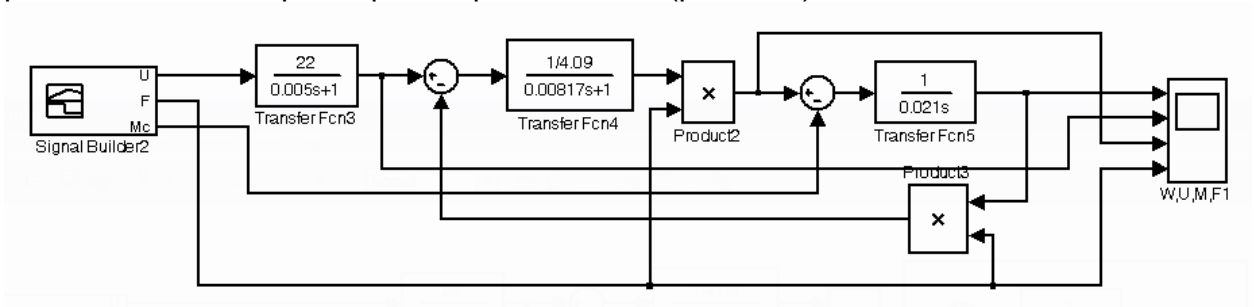 U
F
Mc
Signal Builder2
22
0.005s+1
Transfer Fcn3
+
-
1/4.09
0.00817s+1
Transfer Fcn4
×
Product2
+
-
1
0.021s
Transfer Fcn5
Product3
×
W,U,M,F1